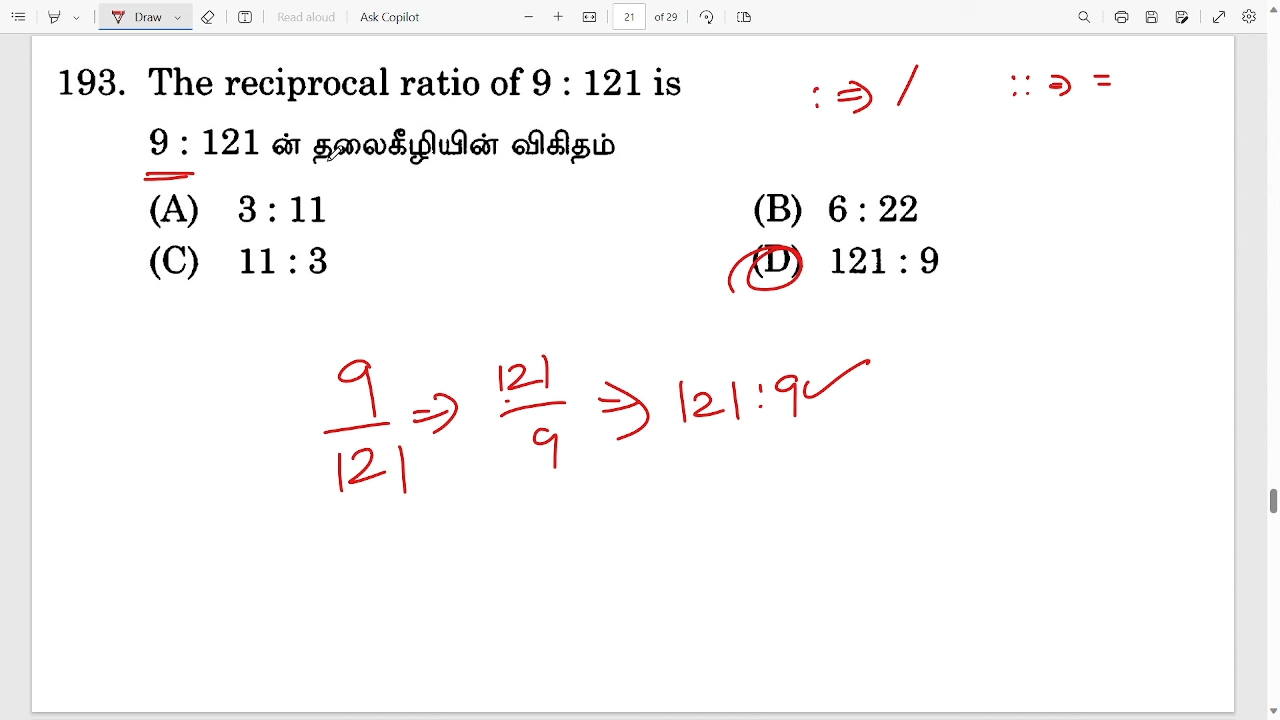 Draw Read aloud Ask Copilot 21 of 29
193. The reciprocal ratio of 9 : 121 is : ⇒ / :: ⇒ =
9 : 121 ன் தலைகீழியின் விகிதம்
(A) 3 : 11 (B) 6 : 22
(C) 11 : 3 (D) 121 : 9
9/121 ⇒ 121/9 ⇒ 121 : 9 ✓